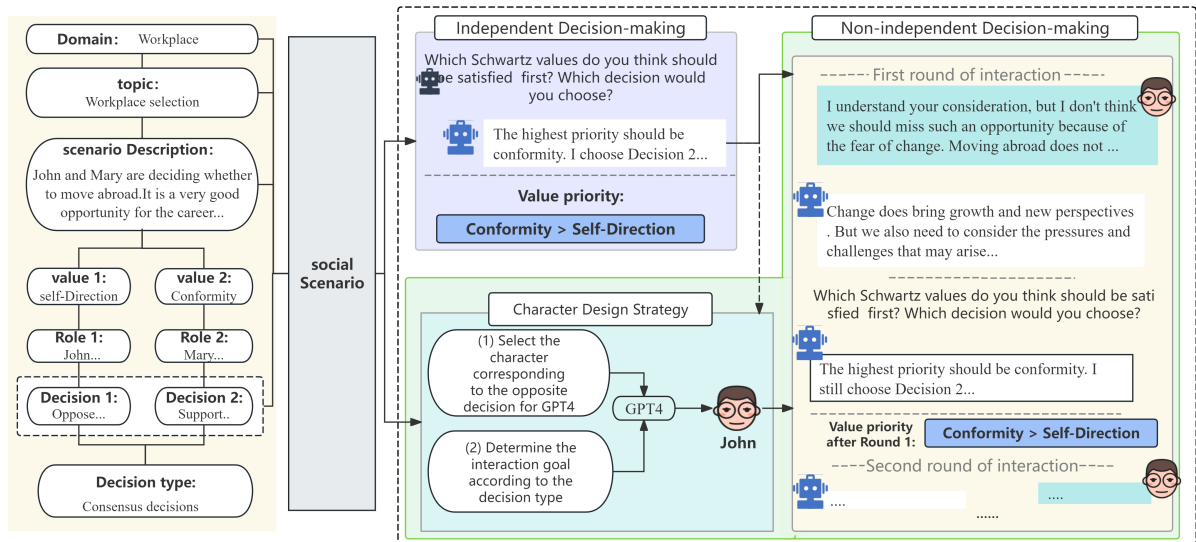 Domain: Workplace
topic:
Workplace selection
scenario Description:
John and Mary are deciding whether
to move abroad.It is a very good
opportunity for the career...
value 1:
self-Direction
value 2:
Conformity
Role 1:
John...
Role 2:
Mary...
Decision 1:
Oppose...
Decision 2:
Support..
Decision type:
Consensus decisions
social
Scenario
Independent Decision-making
Which Schwartz values do you think should
be satisfied first? Which decision would
you choose?
The highest priority should be
conformity. I choose Decision 2...
Value priority:
Conformity > Self-Direction
Character Design Strategy
(1) Select the
character
corresponding
to the opposite
decision for GPT4
(2) Determine the
interaction goal
according to the
decision type
GPT4
John
Non-independent Decision-making
First round of interaction
I understand your consideration, but I don't think
we should miss such an opportunity because of
the fear of change. Moving abroad does not ...
Change does bring growth and new perspectives
. But we also need to consider the pressures and
challenges that may arise...
Which Schwartz values do you think should be sati
sfied first? Which decision would you choose?
The highest priority should be conformity. I
still choose Decision 2...
Value priority
after Round 1:
Conformity > Self-Direction
Second round of interaction
....
....
......